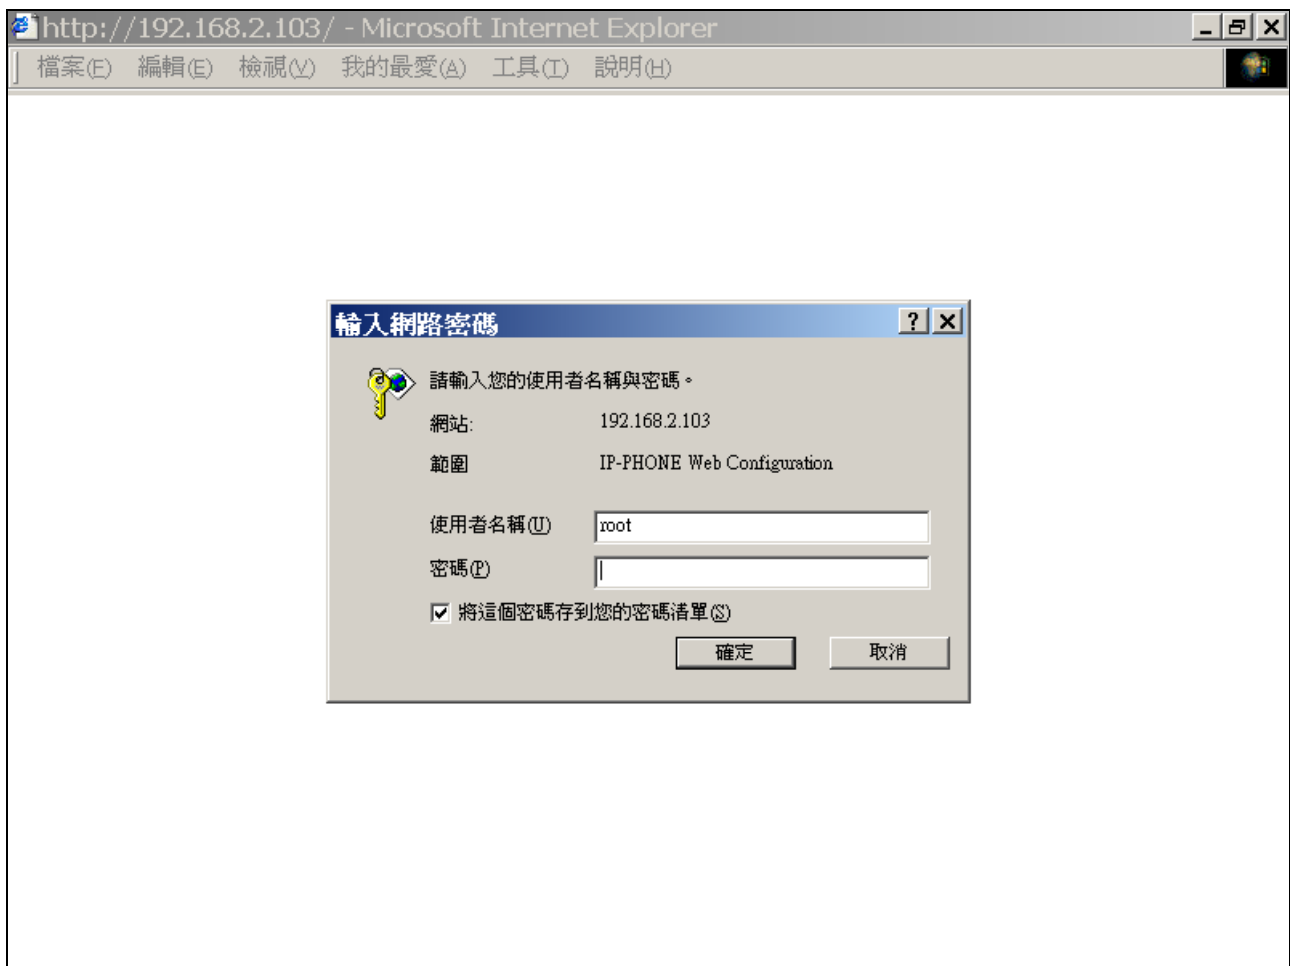 http://192.168.2.103/ - Microsoft Internet Explorer
檔案(F) 編輯(E) 檢視(V) 我的最愛(A) 工具(T) 說明(H)
輸入網路密碼
請輸入您的使用者名稱與密碼。
網站: 192.168.2.103
範圍 IP-PHONE Web Configuration
使用者名稱(U) root
密碼(P)
將這個密碼存到您的密碼清單(S)
確定 取消